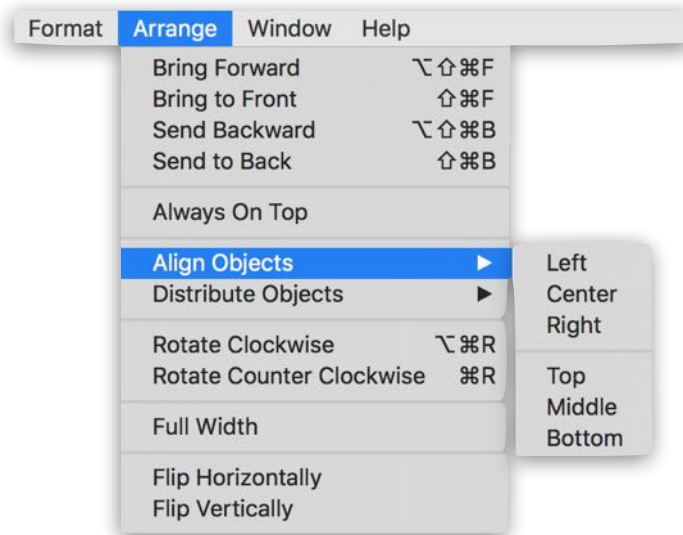 Format Arrange Window Help
Bring Forward ⌥⇧⌘F
Bring to Front ⇧⌘F
Send Backward ⌥⇧⌘B
Send to Back ⇧⌘B
Always On Top
Align Objects ▶
Distribute Objects ▶
Rotate Clockwise ⌥⌘R
Rotate Counter Clockwise ⌘R
Full Width
Flip Horizontally
Flip Vertically
Left
Center
Right
Top
Middle
Bottom